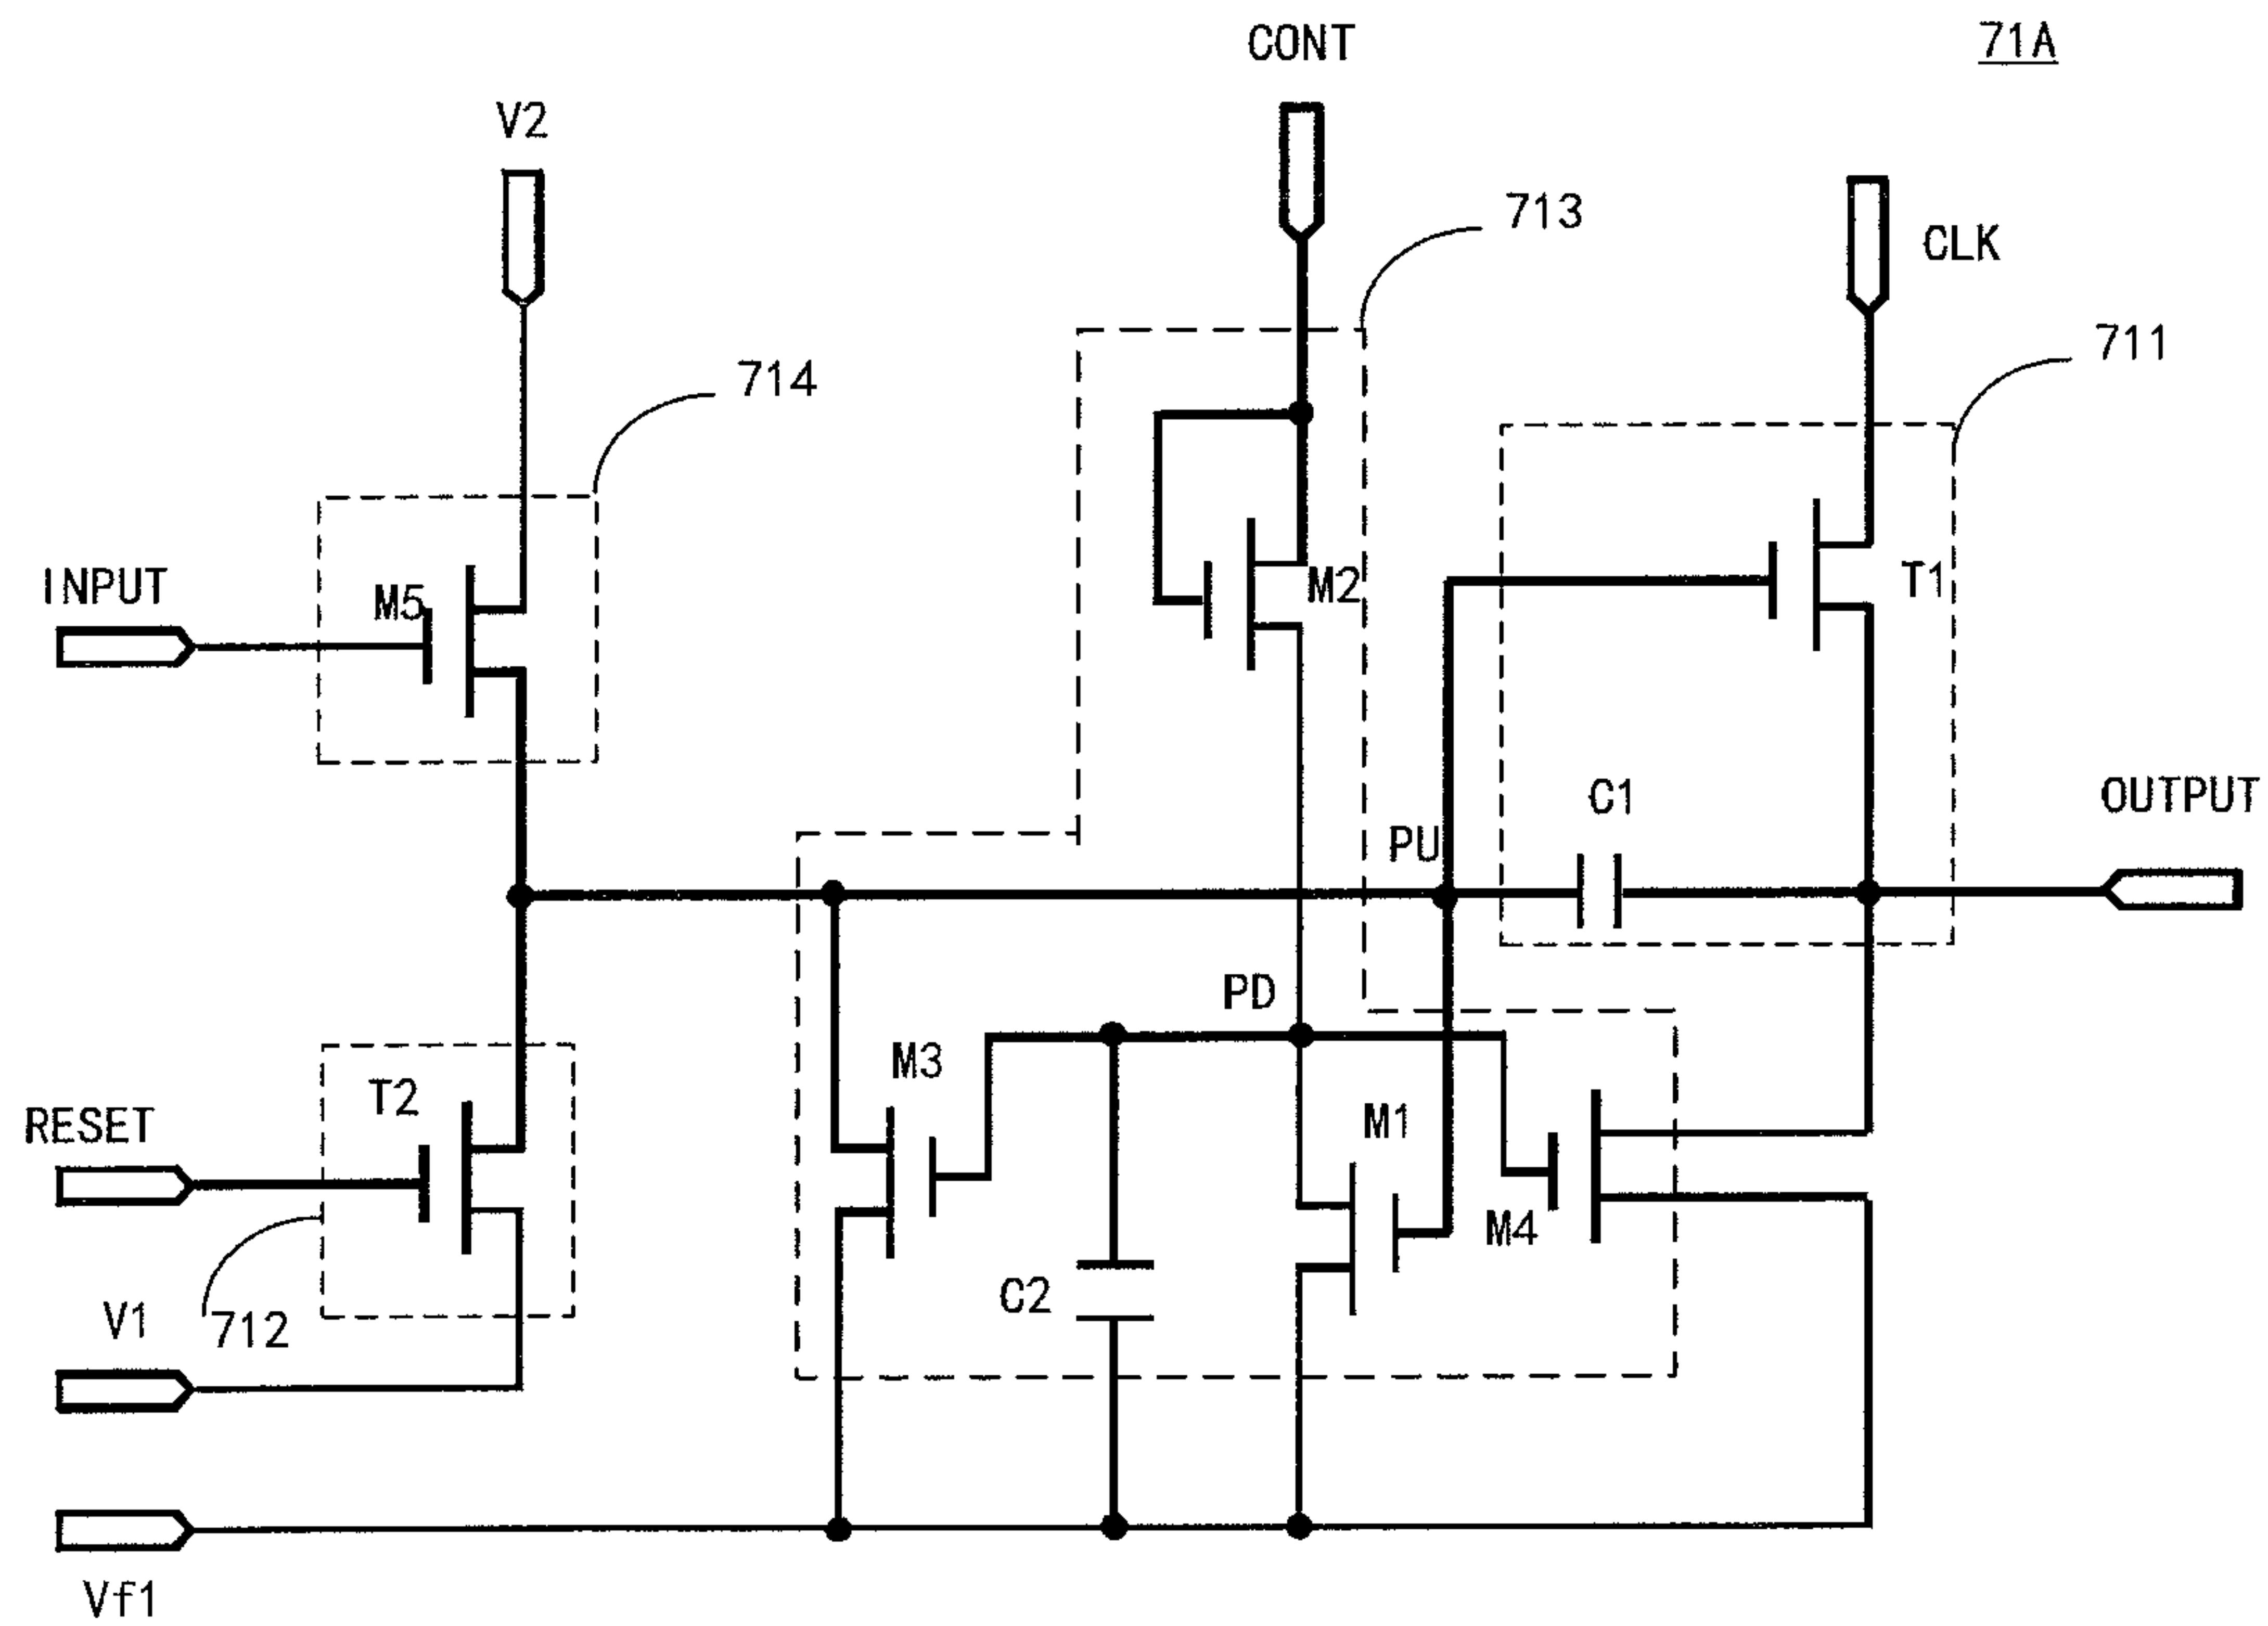 71A
CONT
V2
713
CLK
711
714
INPUT
M5
M2
T1
C1
OUTPUT
PU
PD
M3
T2
RESET
M1
M4
C2
V1
712
Vf1